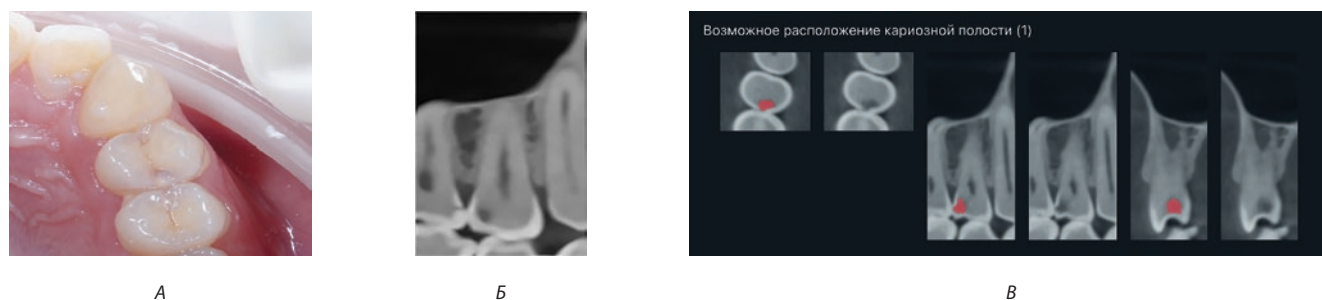 Возможное расположение кариозной полости (1)
А
Б
В